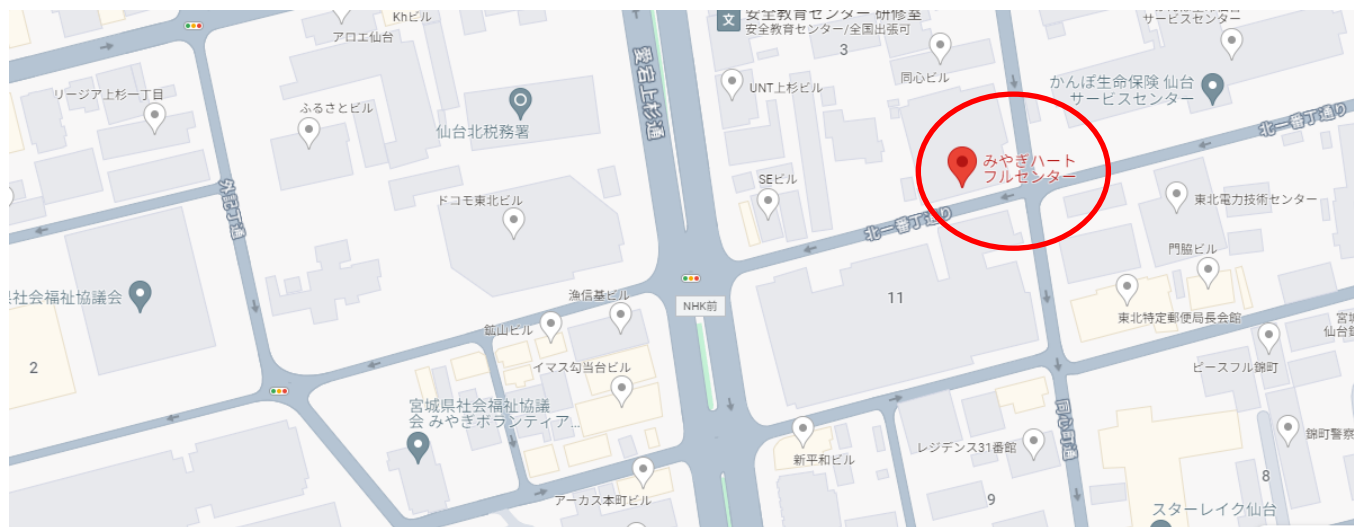 Khビル
アロエ仙台
リージア上杉一丁目
ふるさとビル
仙台北税務署
愛宕上杉通
安全教育センター 研修室
安全教育センター/全国出張可
3
UNT上杉ビル
同心ビル
サービスセンター
かんぽ生命保険 仙台
サービスセンター
北一番丁通り
みやぎハート
フルセンター
SEビル
東北電力技術センター
ドコモ東北ビル
外記丁通
北一番丁通り
門脇ビル
社会福祉協議会
漁信基ビル
NHK前
11
東北特定郵便局長会館
鉱山ビル
2
イマス勾当台ビル
ピースフル錦町
宮城県社会福祉協議
会 みやぎボランティア...
同心町通
レジデンス31番館
新平和ビル
錦町警察
8
アーカス本町ビル
9
スターレイク仙台